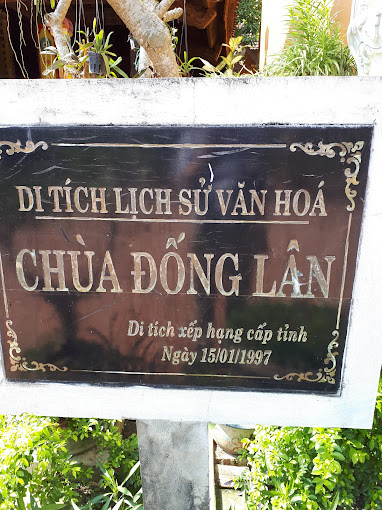 DI TÍCH LỊCH SỬ VĂN HOÁ
CHÙA ĐỐNG LÂN
Di tích xếp hạng cấp tỉnh
Ngày 15/01/1997